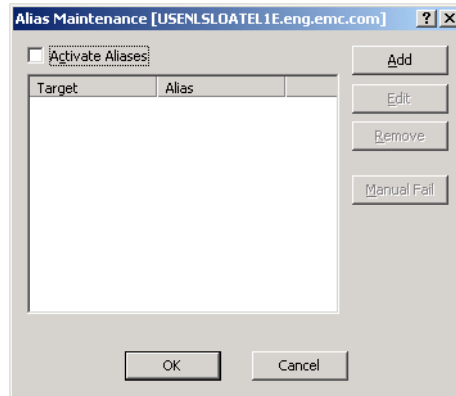 Alias Maintenance [USENLSLOATEL1E.eng.emc.com]
Activate Aliases
Add
Target Alias
Edit
Remove
Manual Fail
OK Cancel